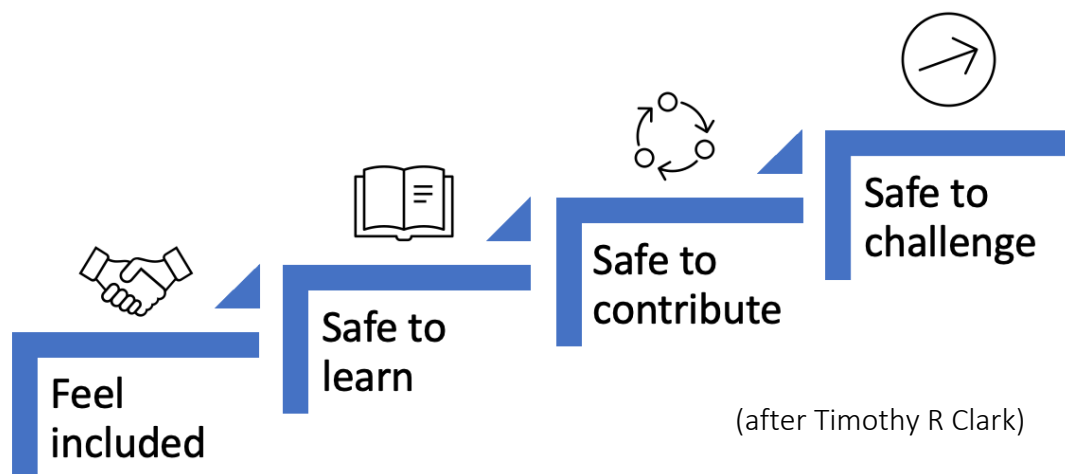 Feel
included
Safe to
learn
Safe to
contribute
Safe to
challenge
(after Timothy R Clark)